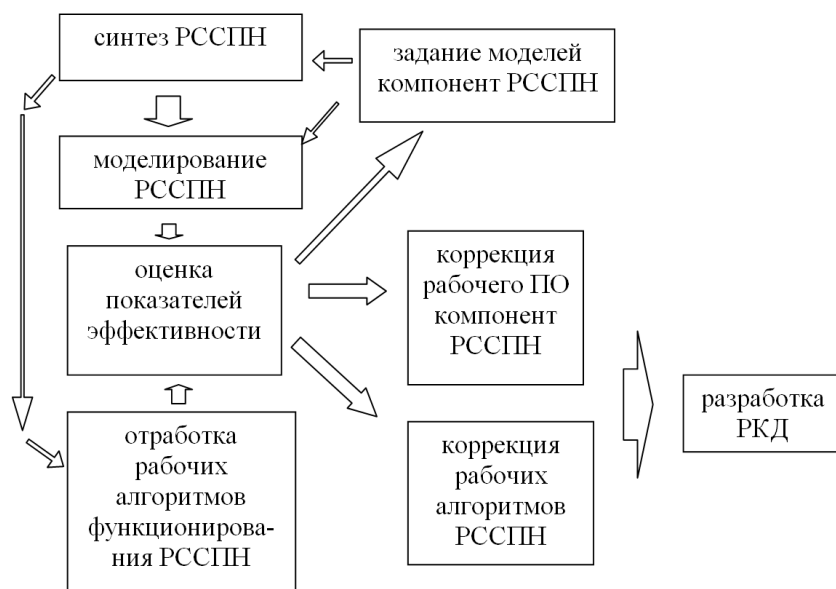 синтез РССПН
задание моделей
компонент РССПН
моделирование
РССПН
оценка
показателей
эффективности
коррекция
рабочего ПО
компонент
РССПН
разработка
РКД
отработка
рабочих
алгоритмов
функционирова-
ния РССПН
коррекция
рабочих
алгоритмов
РССПН